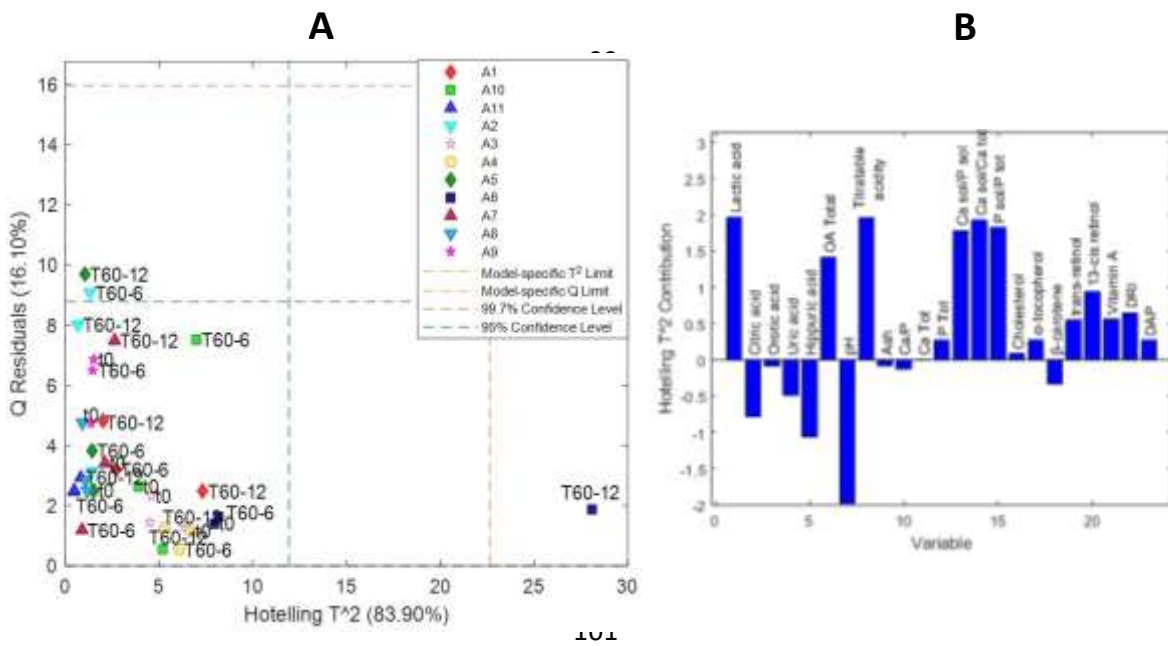 A
B
16
14
12
10
8
6
4
2
0
Q Residuals (16.10%)
0 5 10 15 20 25 30
Hotelling T^2 (83.90%)
A1
A10
A11
A2
A3
A4
A5
A6
A7
A8
A9
Model-specific T² Limit
Model-specific Q Limit
99.7% Confidence Level
95% Confidence Level
T60-12
T60-6
T60-12
T60-12
T60-6
t0
T60-6
t0
T60-12
T60-6
T60-6
t0
t0
t0
T60-12
T60-6
T60-6
T60-6
t0
T60-12
T60-6
T60-12
3
2.5
2
1.5
1
0.5
0
-0.5
-1
-1.5
-2
Hotelling T^2 Contribution
Lactic acid
Citric acid
Orotic acid
Uric acid
Hippuric acid
OA Total
pH
Titratable acidity
Ash
Ca/P
Ca Tot
P Tot
Ca sol/P sol
Ca sol/Ca tot
P sol/P tot
Cholesterol
α-tocopherol
β-carotene
trans-retinol
13-cis retinol
Vitamin A
DRI
DAP
0 5 10 15 20
Variable
101